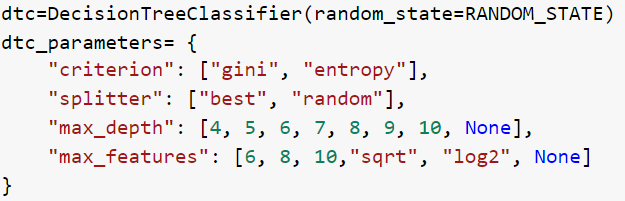 dtc=DecisionTreeClassifier(random_state=RANDOM_STATE)
dtc_parameters= {
    "criterion": ["gini", "entropy"],
    "splitter": ["best", "random"],
    "max_depth": [4, 5, 6, 7, 8, 9, 10, None],
    "max_features": [6, 8, 10,"sqrt", "log2", None]
}